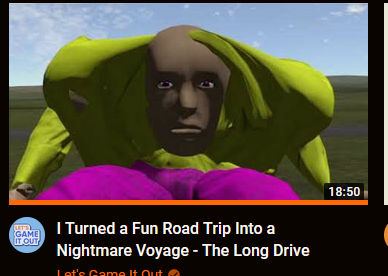 18:50
LET'S
GAME
IT OUT
I Turned a Fun Road Trip Into a
Nightmare Voyage - The Long Drive
Let's Game It Out